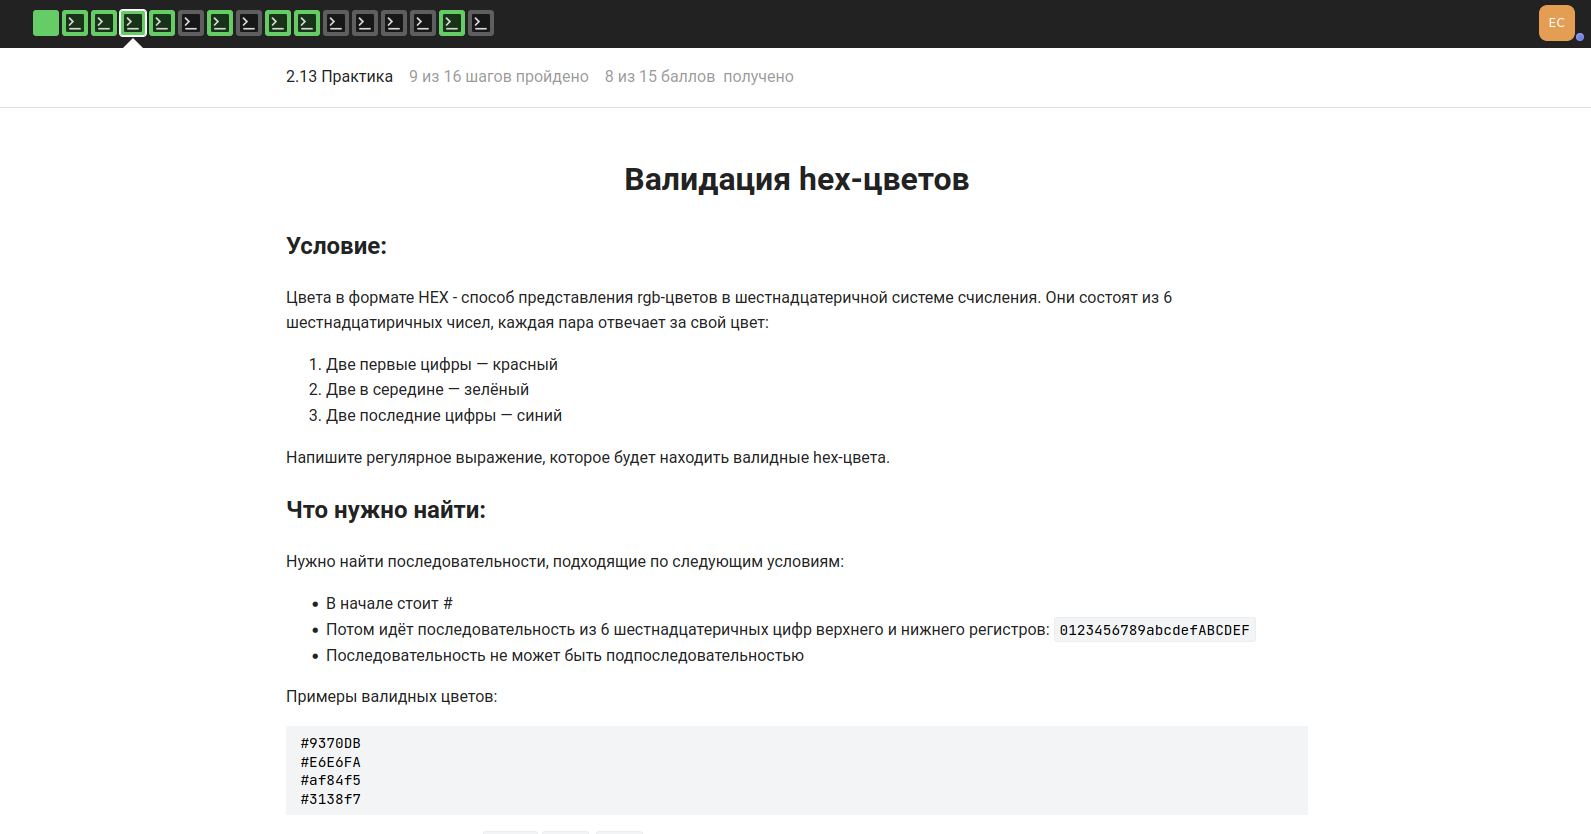 EC
2.13 Практика 9 из 16 шагов пройдено 8 из 15 баллов получено
Валидация hex-цветов
Условие:
Цвета в формате HEX - способ представления rgb-цветов в шестнадцатеричной системе счисления. Они состоят из 6
шестнадцатиричных чисел, каждая пара отвечает за свой цвет:
1. Две первые цифры — красный
2. Две в середине — зелёный
3. Две последние цифры — синий
Напишите регулярное выражение, которое будет находить валидные hex-цвета.
Что нужно найти:
Нужно найти последовательности, подходящие по следующим условиям:
• В начале стоит #
• Потом идёт последовательность из 6 шестнадцатеричных цифр верхнего и нижнего регистров: 0123456789abcdefABCDEF
• Последовательность не может быть подпоследовательностью
Примеры валидных цветов:
#9370DB
#E6E6FA
#af84f5
#3138f7